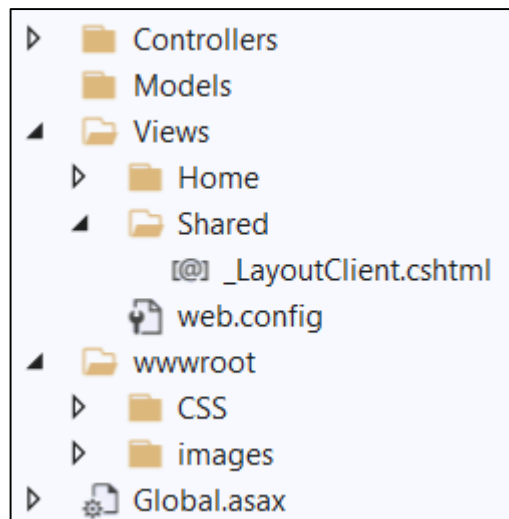 Controllers
Models
Views
Home
Shared
[@] _LayoutClient.cshtml
web.config
wwwroot
CSS
images
Global.asax